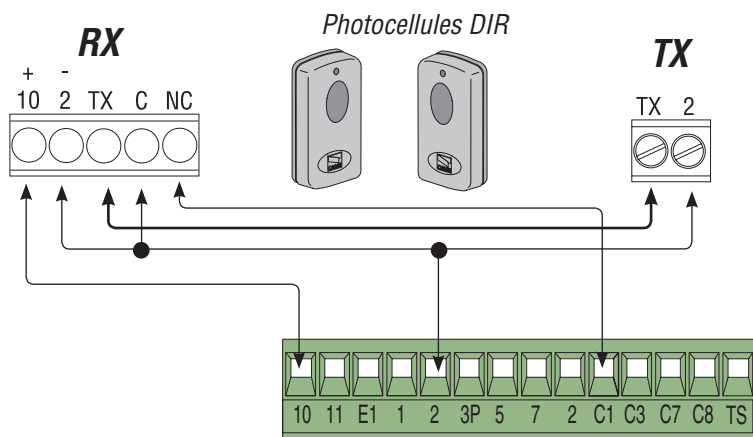 Photocellules DIR
RX
TX
+ -
10 2 TX C NC
TX 2
10 11 E1 1 2 3P 5 7 2 C1 C3 C7 C8 TS